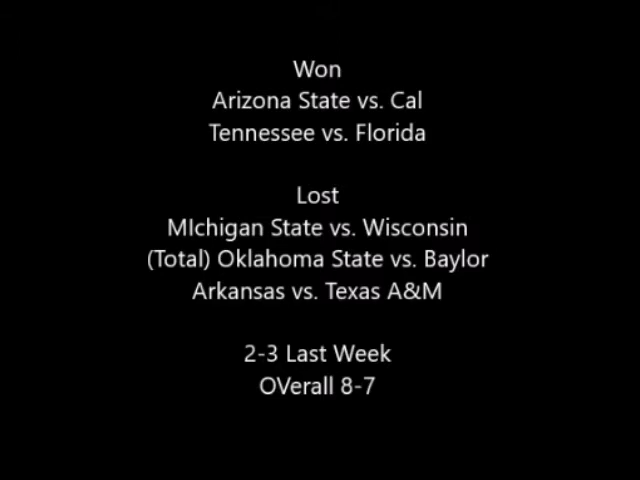 Won
Arizona State vs. Cal
Tennessee vs. Florida
Lost
MIchigan State vs. Wisconsin
(Total) Oklahoma State vs. Baylor
Arkansas vs. Texas A&M
2-3 Last Week
OVerall 8-7